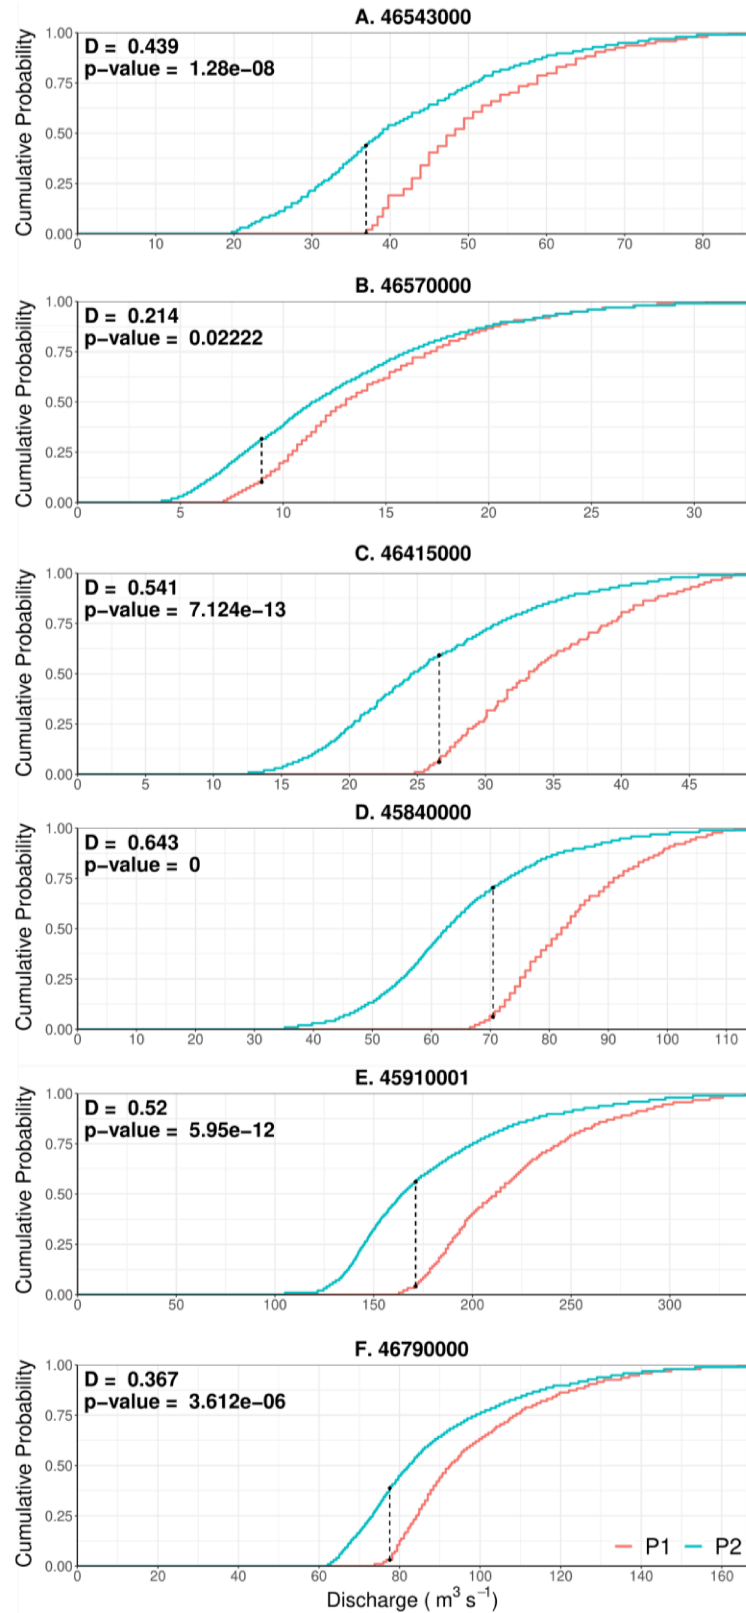 A. 46543000
D = 0.439
p−value = 1.28e−08
Cumulative Probability
1.00
0.75
0.50
0.25
0.00
0 10 20 30 40 50 60 70 80
B. 46570000
D = 0.214
p−value = 0.02222
Cumulative Probability
1.00
0.75
0.50
0.25
0.00
0 5 10 15 20 25 30
C. 46415000
D = 0.541
p−value = 7.124e−13
Cumulative Probability
1.00
0.75
0.50
0.25
0.00
0 5 10 15 20 25 30 35 40 45
D. 45840000
D = 0.643
p−value = 0
Cumulative Probability
1.00
0.75
0.50
0.25
0.00
0 10 20 30 40 50 60 70 80 90 100 110
E. 45910001
D = 0.52
p−value = 5.95e−12
Cumulative Probability
1.00
0.75
0.50
0.25
0.00
0 50 100 150 200 250 300
F. 46790000
D = 0.367
p−value = 3.612e−06
Cumulative Probability
1.00
0.75
0.50
0.25
0.00
P1 P2
0 20 40 60 80 100 120 140 160
Discharge ( m³ s⁻¹)